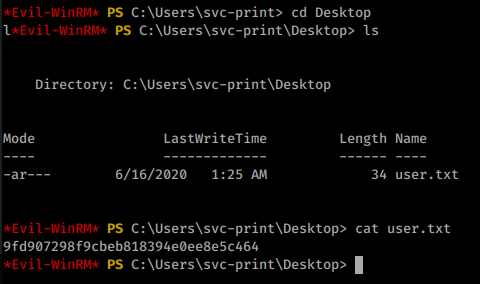 *Evil-WinRM* PS C:\Users\svc-print> cd Desktop
l*Evil-WinRM* PS C:\Users\svc-print\Desktop> ls
Directory: C:\Users\svc-print\Desktop
Mode LastWriteTime Length Name
---- ------------- ------ ----
-ar--- 6/16/2020 1:25 AM 34 user.txt
*Evil-WinRM* PS C:\Users\svc-print\Desktop> cat user.txt
9fd907298f9cbeb818394e0ee8e5c464
*Evil-WinRM* PS C:\Users\svc-print\Desktop>